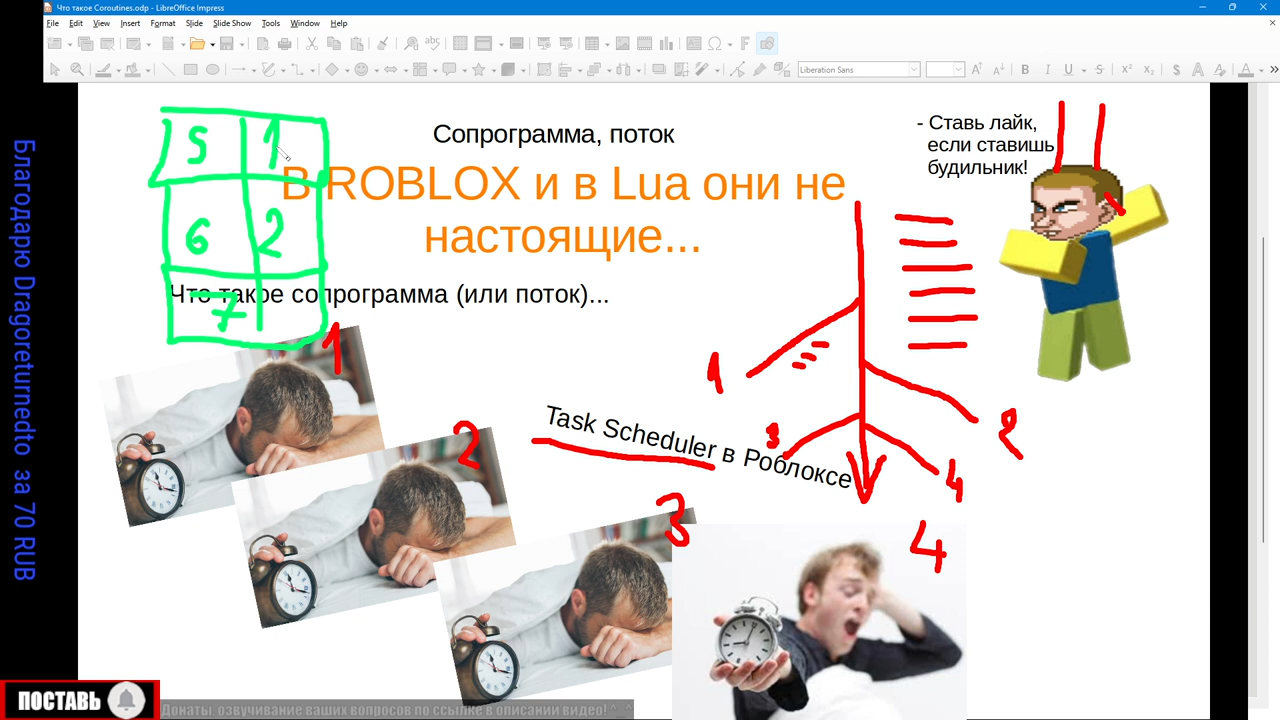 Что такое Coroutines.odp - LibreOffice Impress
File Edit View Insert Format Slide Slide Show Tools Window Help
Liberation Sans
Благодарю Dragoreturnedto за 70 RUB
5 1
6 2
7
Сопрограмма, поток
В ROBLOX и в Lua они не
настоящие...
Что такое сопрограмма (или поток)...
- Ставь лайк,
если ставишь
будильник!
1
2
3
4
Task Scheduler в Роблоксе
1
2
3
4
ПОСТАВЬ
Донаты, озвучивание ваших вопросов по ссылке в описании видео! ^_^